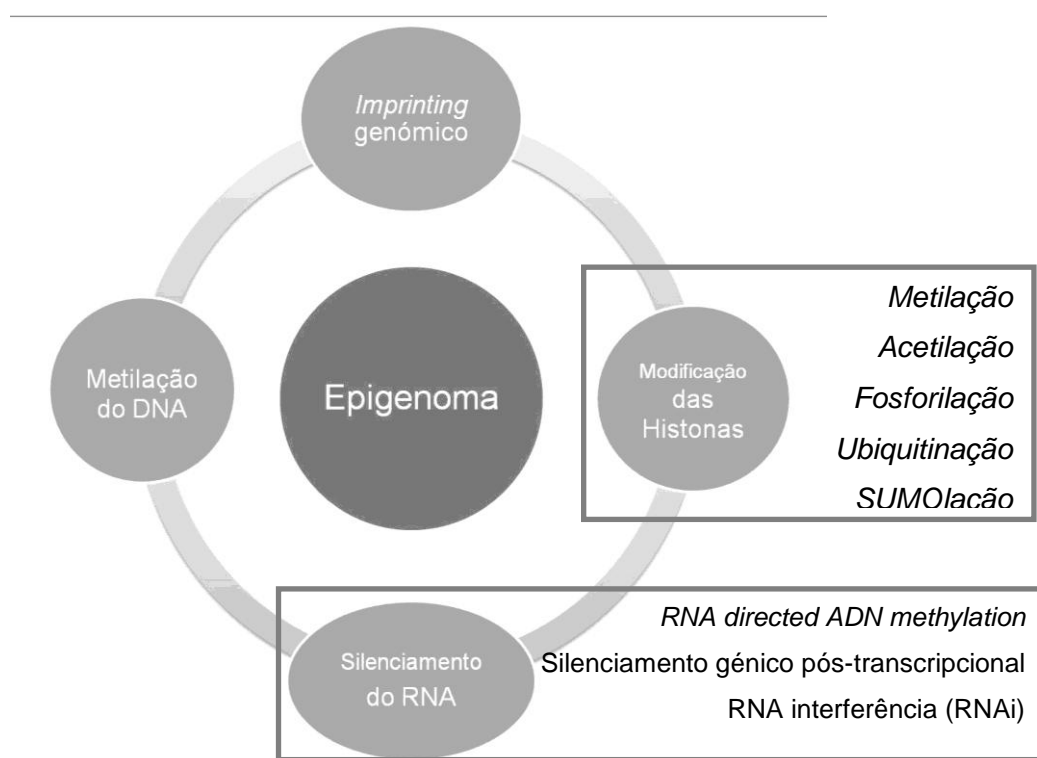 Imprinting
genómico
Metilação
do DNA
Epigenoma
Modificação
das
Histonas
Metilação
Acetilação
Fosforilação
Ubiquitinação
SUMOlação
Silenciamento
do RNA
RNA directed ADN methylation
Silenciamento génico pós-transcripcional
RNA interferência (RNAi)